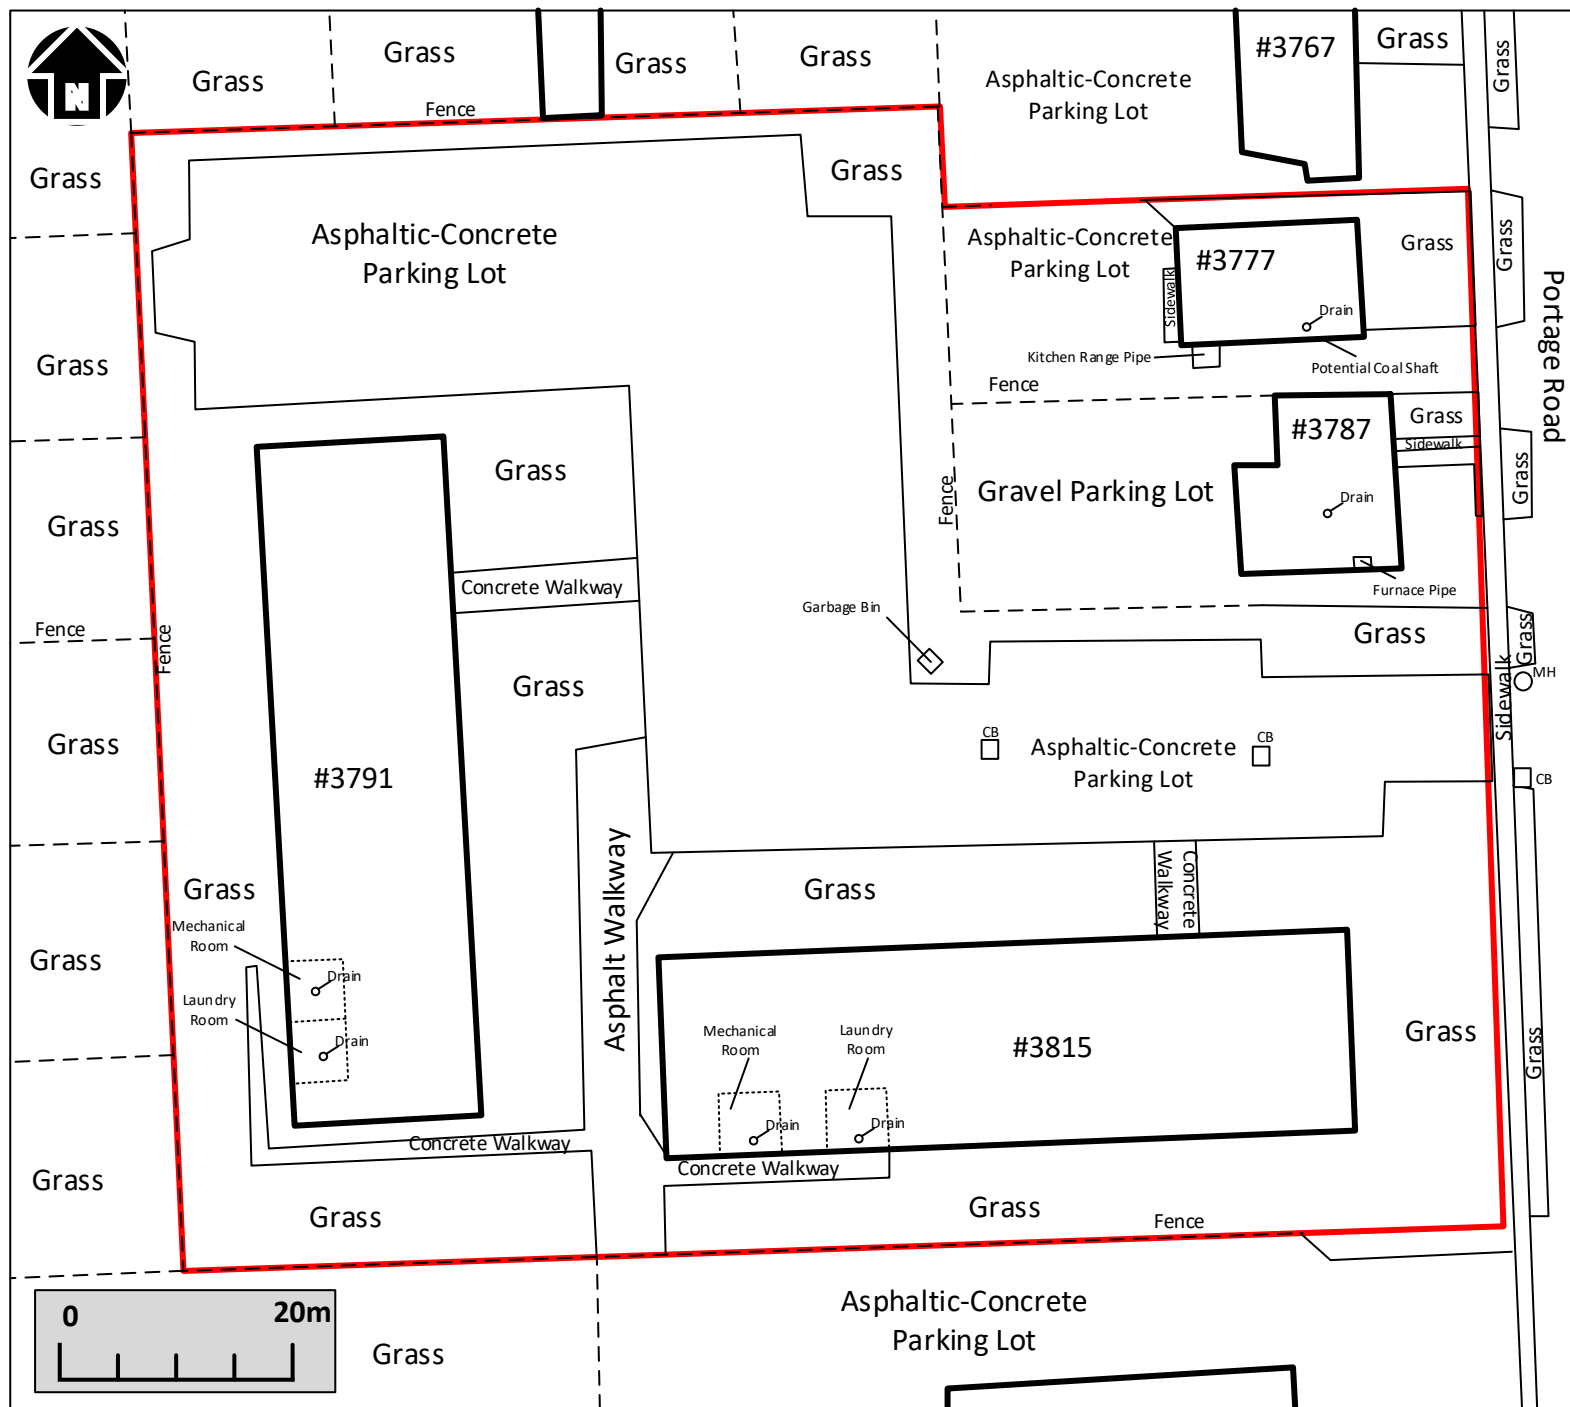 N
Grass
Grass
Grass
Grass
Asphaltic-Concrete
Parking Lot
#3767
Grass
Grass
Fence
Grass
Grass
Asphaltic-Concrete
Parking Lot
Asphaltic-Concrete
Parking Lot
#3777
Grass
Grass
Sidewalk
Drain
Kitchen Range Pipe
Potential Coal Shaft
Portage Road
Grass
Fence
#3787
Grass
Sidewalk
Grass
Grass
Gravel Parking Lot
Fence
Drain
Furnace Pipe
Grass
Concrete Walkway
Garbage Bin
Fence
Fence
Grass
Grass
Sidewalk
MH
Grass
Grass
#3791
CB
Asphaltic-Concrete
Parking Lot
CB
CB
Asphalt Walkway
Grass
Grass
Concrete
Walkway
Mechanical
Room
Drain
Laundry
Room
Drain
Grass
Mechanical
Room
Laundry
Room
Drain
Drain
#3815
Grass
Grass
Concrete Walkway
Concrete Walkway
Grass
Grass
Grass
Fence
0
20m
Grass
Asphaltic-Concrete
Parking Lot